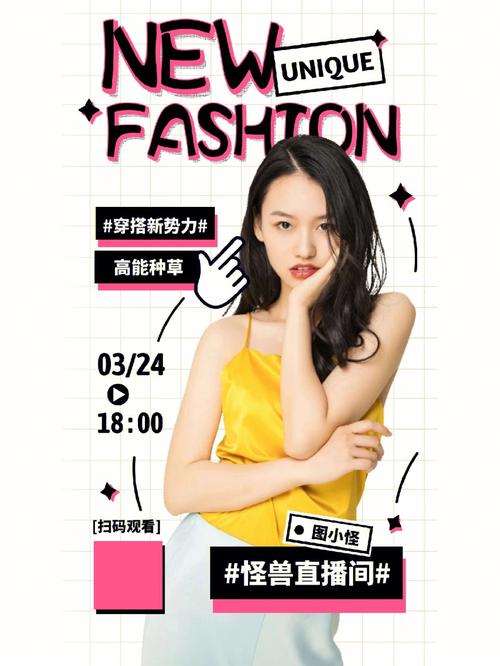 NEW
UNIQUE
FASHION
#穿搭新势力#
高能种草
03/24
18:00
[扫码观看]
图小怪
#怪兽直播间#